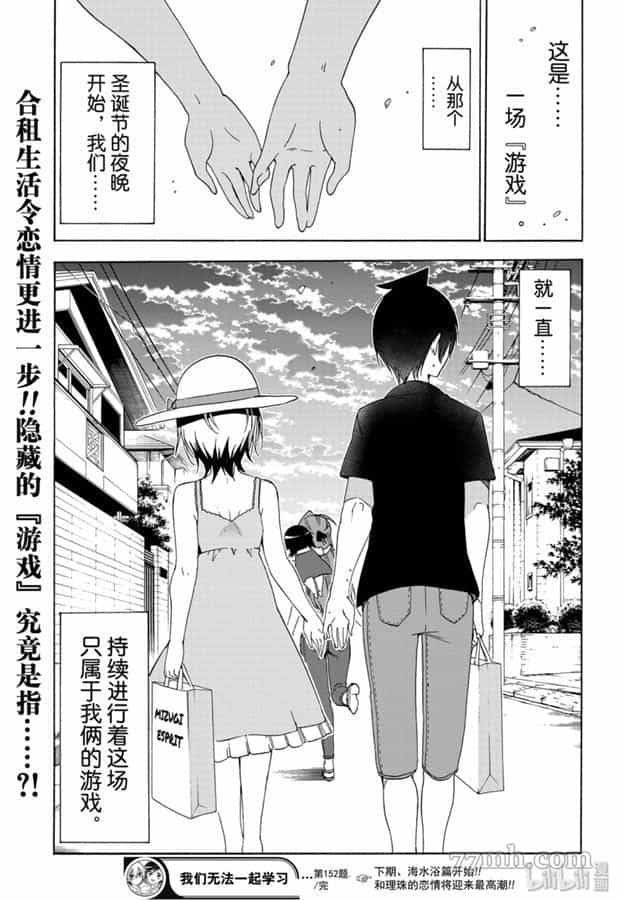 这是……
一场『游戏』。
从那个
……
圣诞节的夜晚
开始，我们……
就一直……
持续进行着这场
只属于我俩的游戏。
合租生活令恋情更进一步!!隐藏的『游戏』究竟是指……?!
MIZUGI
ESPRIT
我们无法一起学习
…第152题
/完
☞下期、海水浴篇开始!!
和理珠的恋情将迎来最高潮!!
77mh.com
bilibili
漫画